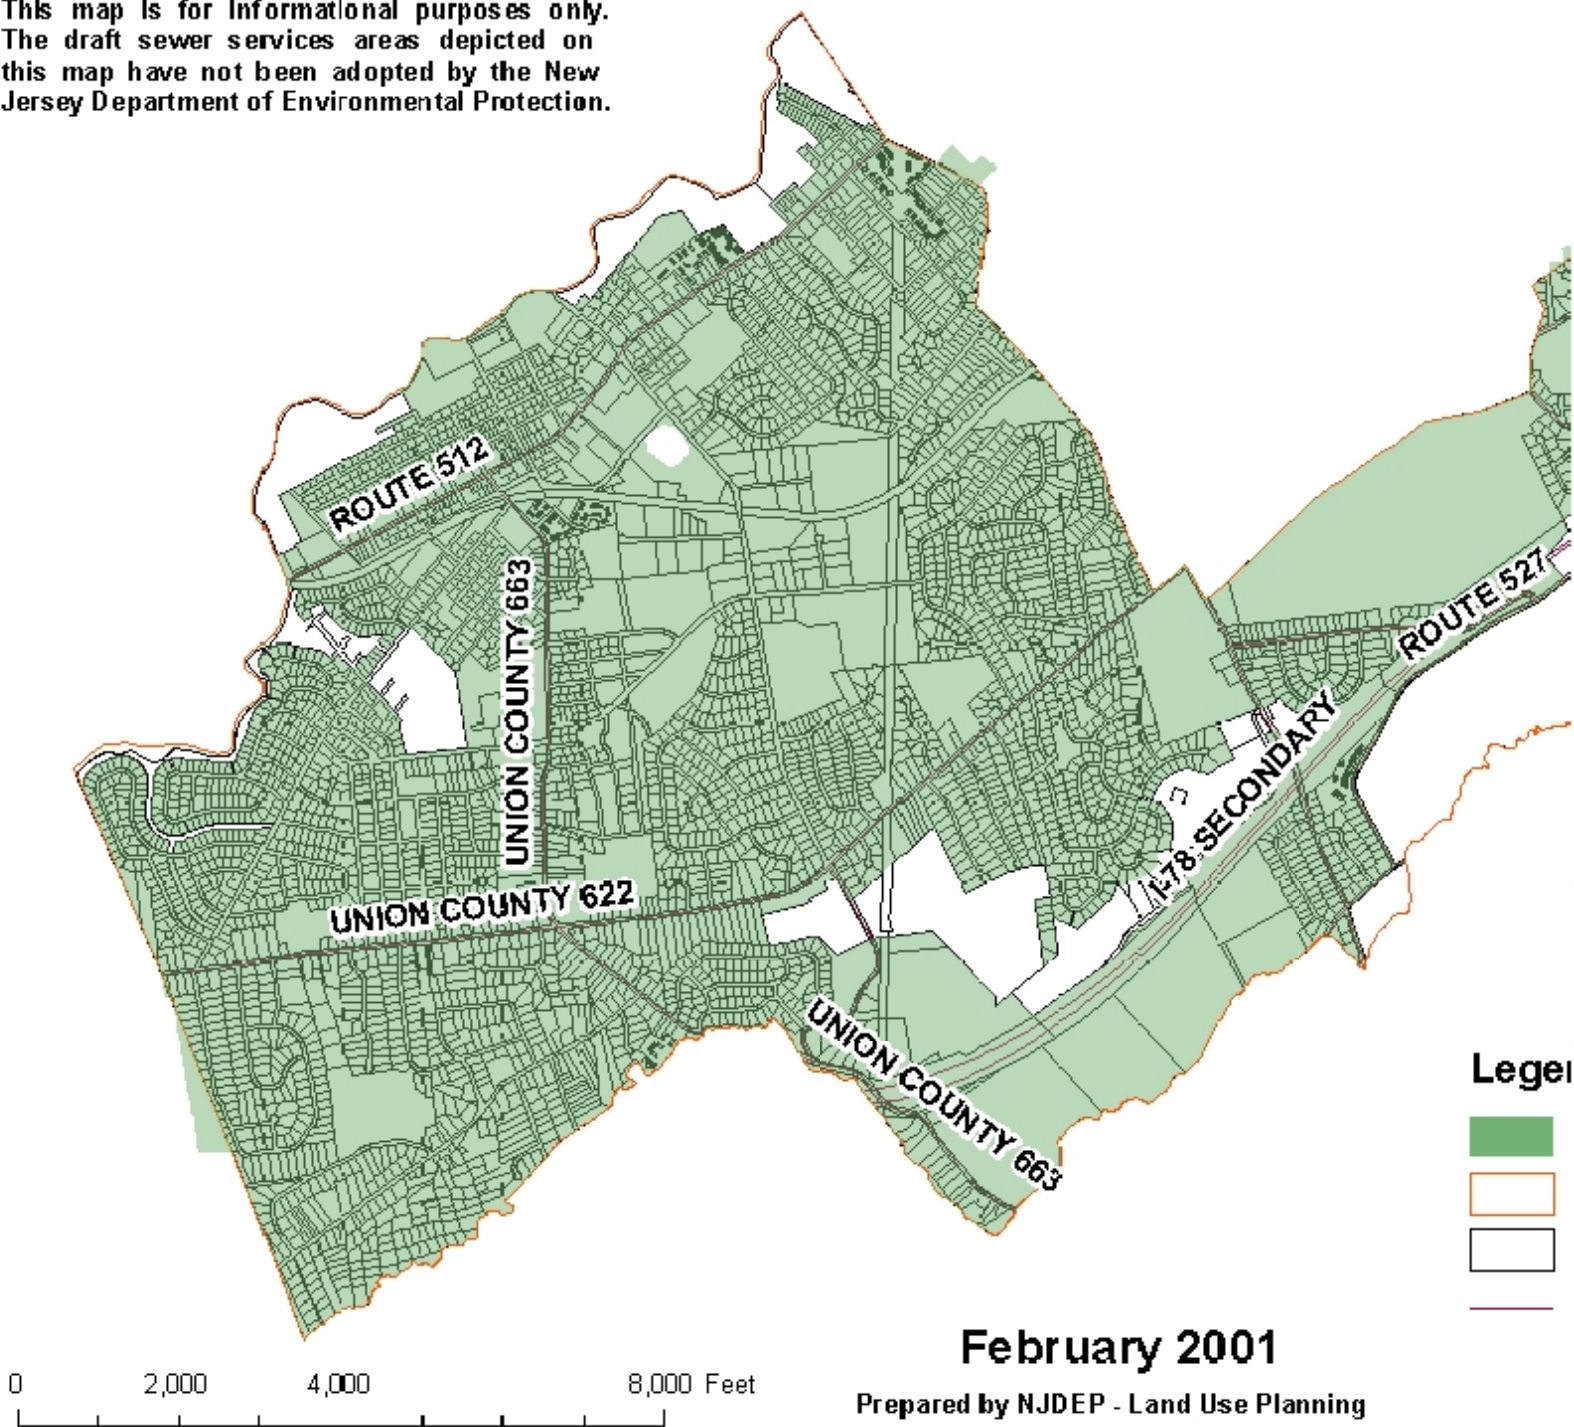 This map is for informational purposes only.
The draft sewer services areas depicted on
this map have not been adopted by the New
Jersey Department of Environmental Protection.
ROUTE 512
UNION COUNTY 663
ROUTE 527
I-78 SECONDARY
UNION COUNTY 622
UNION COUNTY 663
Legen
February 2001
Prepared by NJDEP - Land Use Planning
0 2,000 4,000 8,000 Feet